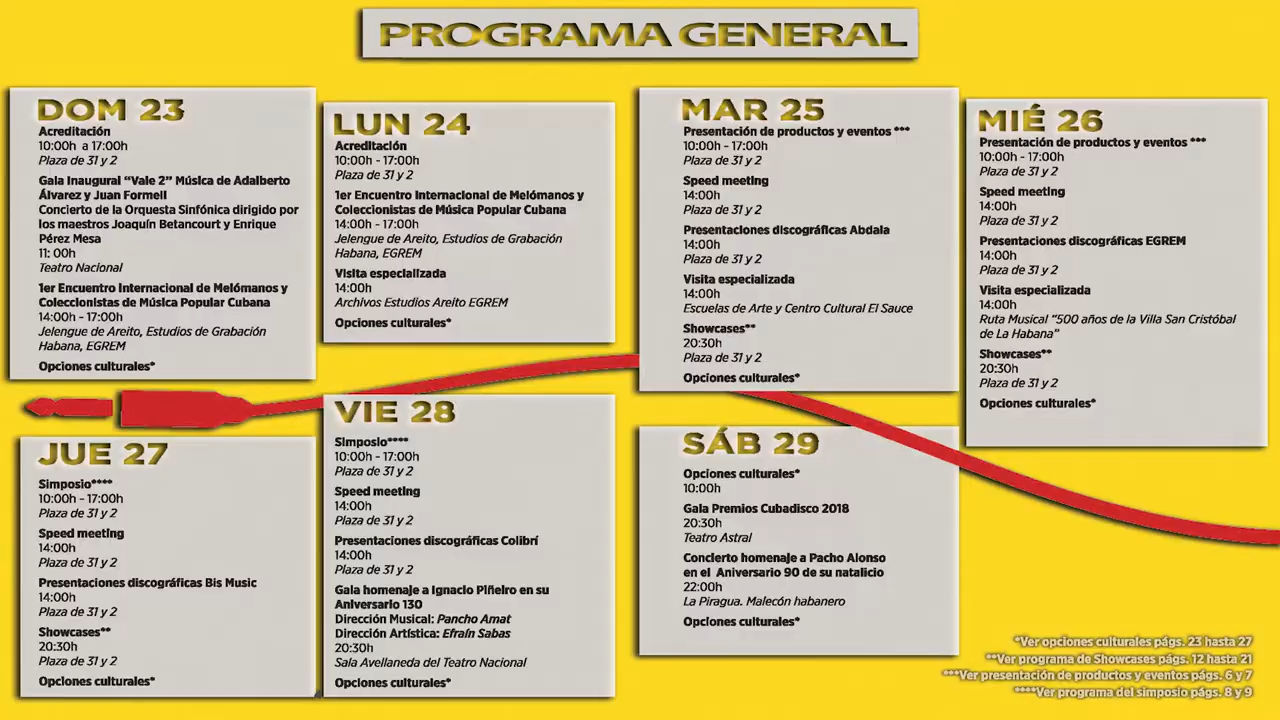 PROGRAMA GENERAL
DOM 23
Acreditación
10:00h a 17:00h
Plaza de 31 y 2
Gala Inaugural “Vale 2” Música de Adalberto
Álvarez y Juan Formell
Concierto de la Orquesta Sinfónica dirigido por
los maestros Joaquín Betancourt y Enrique
Pérez Mesa
11: 00h
Teatro Nacional
1er Encuentro Internacional de Melómanos y
Coleccionistas de Música Popular Cubana
14:00h - 17:00h
Jelengue de Areito, Estudios de Grabación
Habana, EGREM
Opciones culturales*
LUN 24
Acreditación
10:00h - 17:00h
Plaza de 31 y 2
1er Encuentro Internacional de Melómanos y
Coleccionistas de Música Popular Cubana
14:00h - 17:00h
Jelengue de Areito, Estudios de Grabación
Habana, EGREM
Visita especializada
14:00h
Archivos Estudios Areito EGREM
Opciones culturales*
MAR 25
Presentación de productos y eventos ***
10:00h - 17:00h
Plaza de 31 y 2
Speed meeting
14:00h
Plaza de 31 y 2
Presentaciones discográficas Abdala
14:00h
Plaza de 31 y 2
Visita especializada
14:00h
Escuelas de Arte y Centro Cultural El Sauce
Showcases**
20:30h
Plaza de 31 y 2
Opciones culturales*
MIÉ 26
Presentación de productos y eventos ***
10:00h - 17:00h
Plaza de 31 y 2
Speed meeting
14:00h
Plaza de 31 y 2
Presentaciones discográficas EGREM
14:00h
Plaza de 31 y 2
Visita especializada
14:00h
Ruta Musical “500 años de la Villa San Cristóbal
de La Habana”
Showcases**
20:30h
Plaza de 31 y 2
Opciones culturales*
JUE 27
Simposio****
10:00h - 17:00h
Plaza de 31 y 2
Speed meeting
14:00h
Plaza de 31 y 2
Presentaciones discográficas Bis Music
14:00h
Plaza de 31 y 2
Showcases**
20:30h
Plaza de 31 y 2
Opciones culturales*
VIE 28
Simposio****
10:00h - 17:00h
Plaza de 31 y 2
Speed meeting
14:00h
Plaza de 31 y 2
Presentaciones discográficas Colibrí
14:00h
Plaza de 31 y 2
Gala homenaje a Ignacio Piñeiro en su
Aniversario 130
Dirección Musical: Pancho Amat
Dirección Artística: Efraín Sabas
20:30h
Sala Avellaneda del Teatro Nacional
Opciones culturales*
SÁB 29
Opciones culturales*
10:00h
Gala Premios Cubadisco 2018
20:30h
Teatro Astral
Concierto homenaje a Pacho Alonso
en el Aniversario 90 de su natalicio
22:00h
La Piragua. Malecón habanero
Opciones culturales*
*Ver opciones culturales págs. 23 hasta 27
**Ver programa de Showcases págs. 12 hasta 21
***Ver presentación de productos y eventos págs. 6 y 7
****Ver programa del simposio págs. 8 y 9